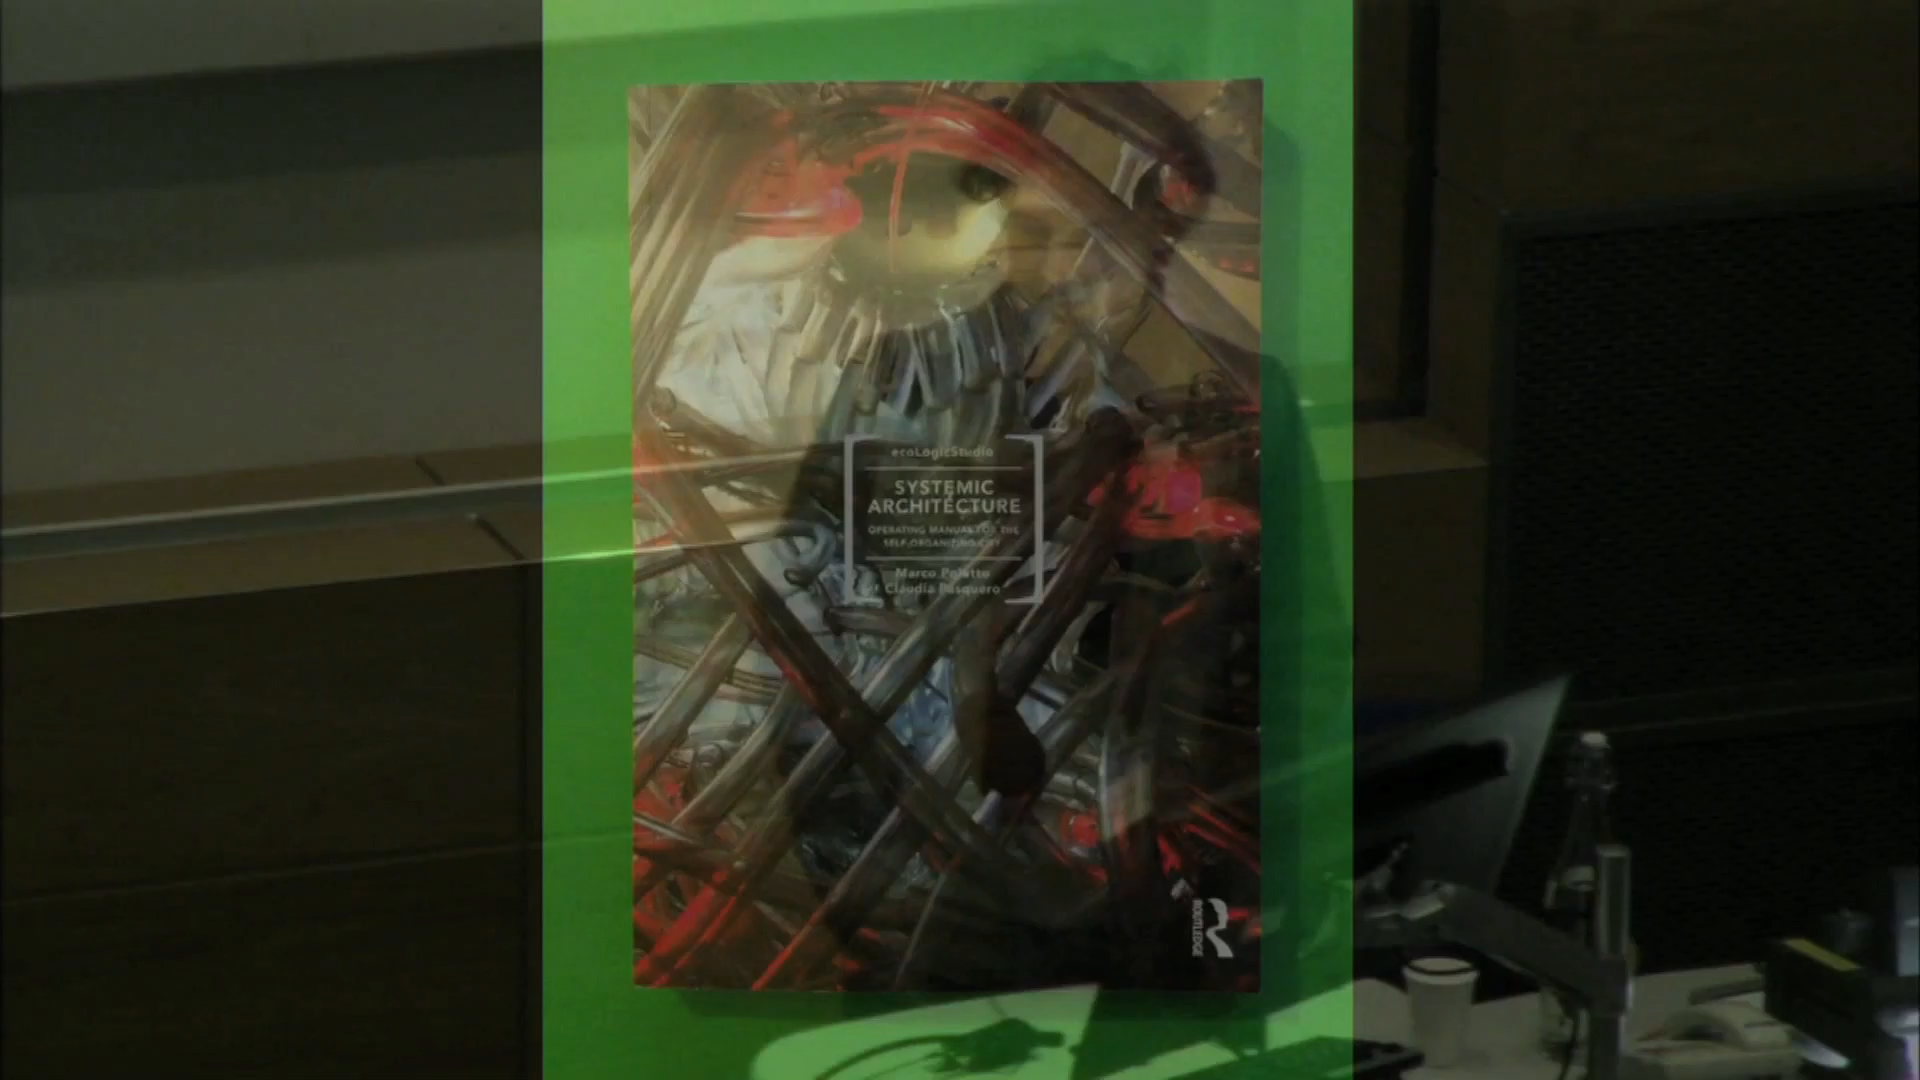 ecoLogicStudio
SYSTEMIC
ARCHITECTURE
OPERATING MANUAL FOR THE
SELF-ORGANIZING CITY
Marco Poletto
Claudia Pasquero
ROUTLEDGE